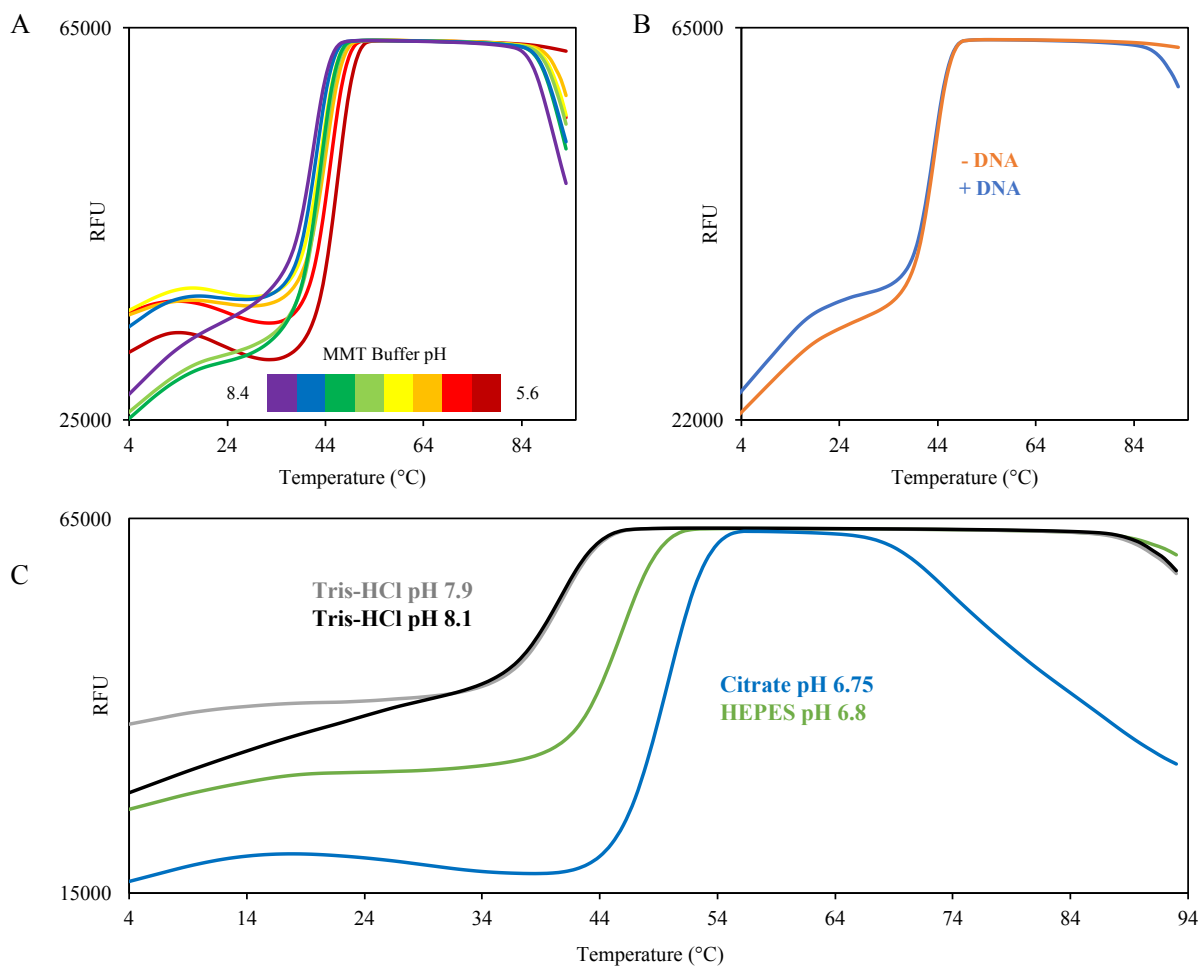 A
65000
RFU
25000
MMT Buffer pH
8.4
5.6
4 24 44 64 84
Temperature (°C)
B
65000
RFU
22000
- DNA
+ DNA
4 24 44 64 84
Temperature (°C)
C
65000
RFU
15000
Tris-HCl pH 7.9
Tris-HCl pH 8.1
Citrate pH 6.75
HEPES pH 6.8
4 14 24 34 44 54 64 74 84 94
Temperature (°C)